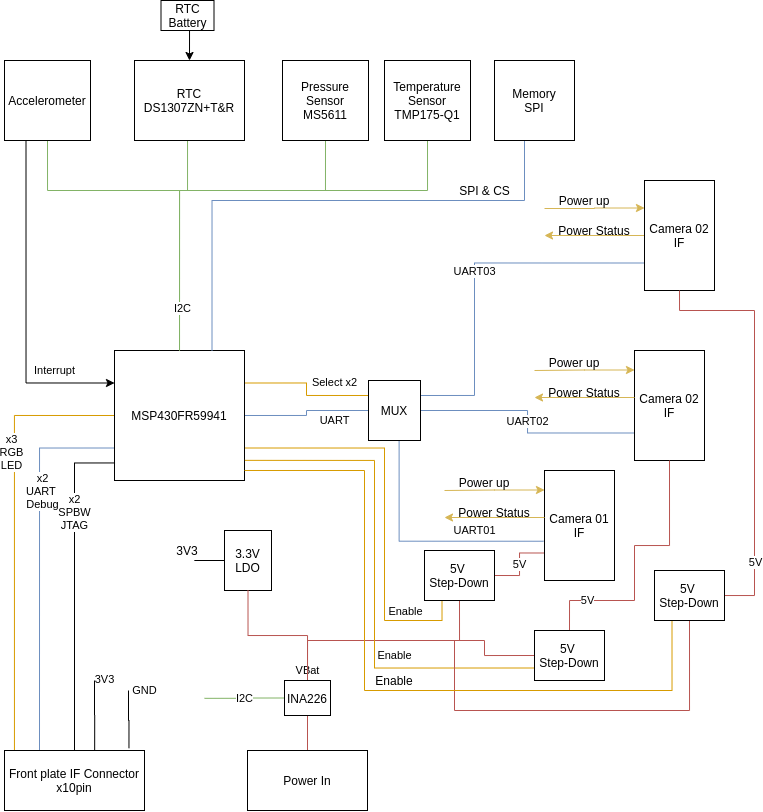 RTC
Battery
Accelerometer
RTC
DS1307ZN+T&R
Pressure
Sensor
MS5611
Temperature
Sensor
TMP175-Q1
Memory
SPI
SPI & CS
Power up
Power Status
Camera 02
IF
UART03
I2C
Interrupt
MSP430FR59941
Select x2
UART
MUX
Power up
Power Status
Camera 02
IF
UART02
x3
RGB
LED
x2
UART
Debug
x2
SPBW
JTAG
Power up
Power Status
Camera 01
IF
UART01
3V3
3.3V
LDO
5V
Step-Down
5V
5V
5V
Step-Down
5V
Enable
5V
Step-Down
Enable
Enable
VBat
INA226
I2C
3V3
GND
Front plate IF Connector
x10pin
Power In